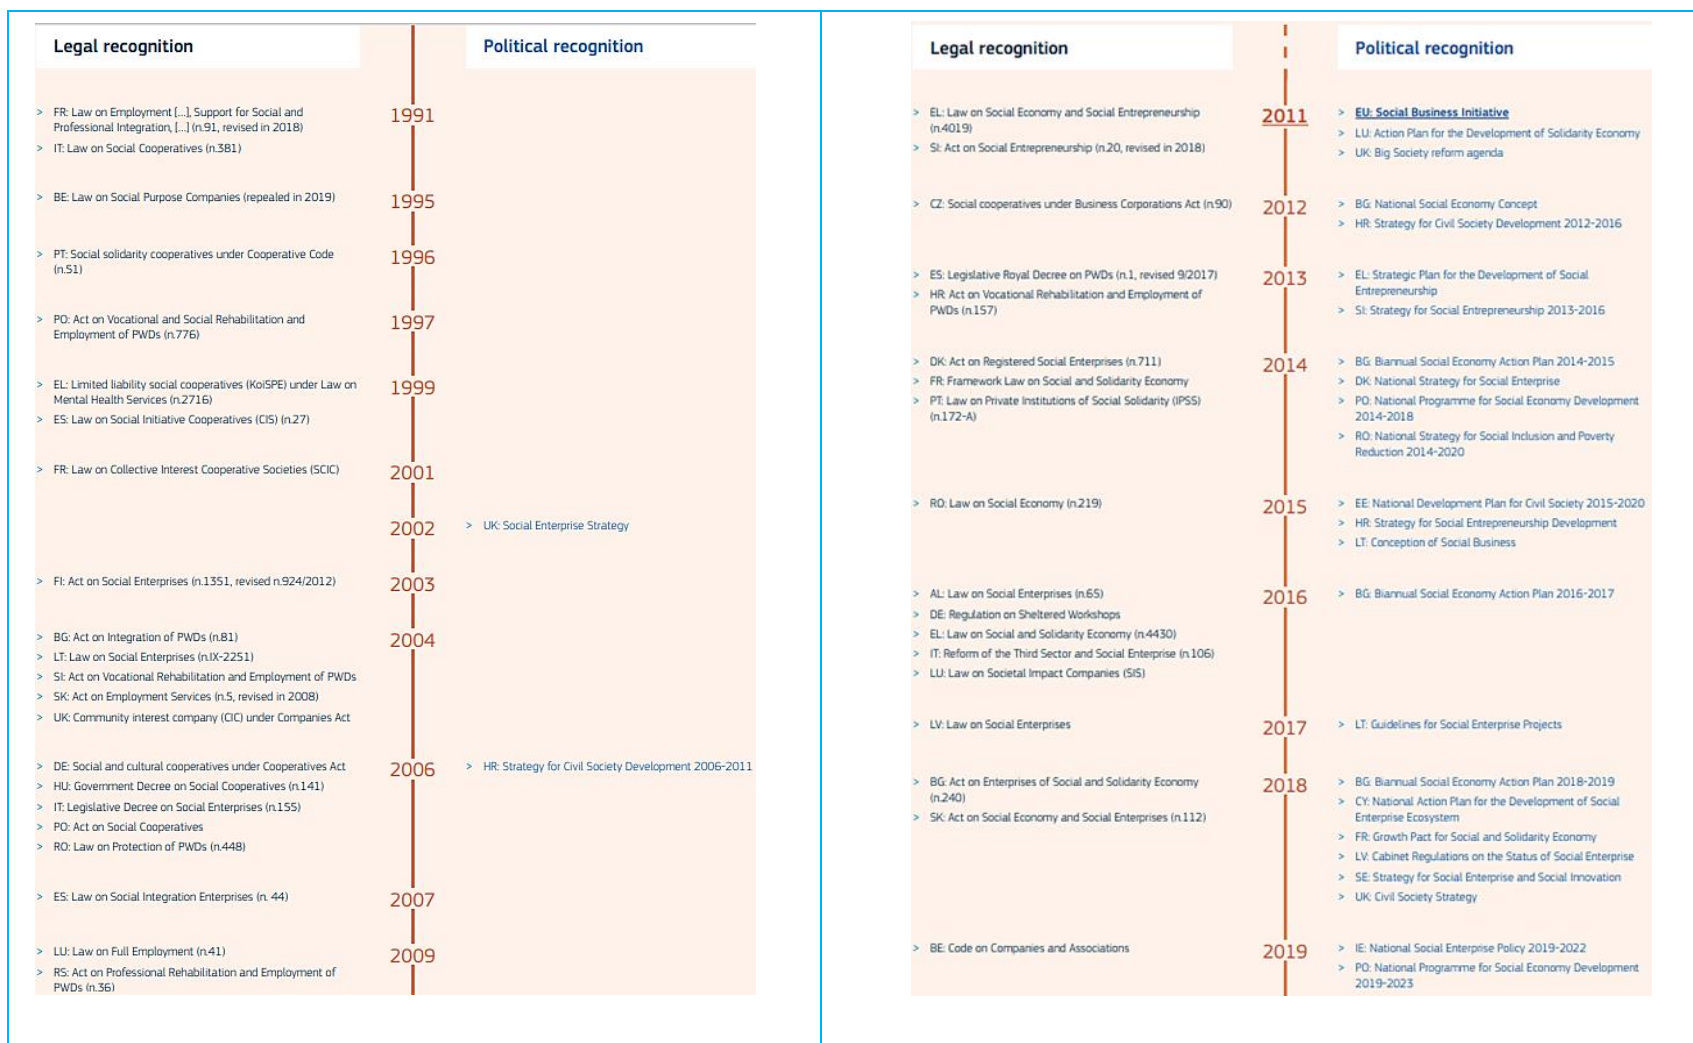 Legal recognition
Political recognition
> FR: Law on Employment [...], Support for Social and
Professional Integration, [...] (n.91, revised in 2018)
> IT: Law on Social Cooperatives (n.381)
1991
> BE: Law on Social Purpose Companies (repealed in 2019)
1995
> PT: Social solidarity cooperatives under Cooperative Code
(n.51)
1996
> PO: Act on Vocational and Social Rehabilitation and
Employment of PWDs (n.776)
1997
> EL: Limited liability social cooperatives (KoiSPE) under Law on
Mental Health Services (n.2716)
> ES: Law on Social Initiative Cooperatives (CIS) (n.27)
1999
> FR: Law on Collective Interest Cooperative Societies (SCIC)
2001
2002
> UK: Social Enterprise Strategy
> FI: Act on Social Enterprises (n.1351, revised n.924/2012)
2003
> BG: Act on Integration of PWDs (n.81)
> LT: Law on Social Enterprises (n.IX-2251)
> SI: Act on Vocational Rehabilitation and Employment of PWDs
> SK: Act on Employment Services (n.5, revised in 2008)
> UK: Community interest company (CIC) under Companies Act
2004
> DE: Social and cultural cooperatives under Cooperatives Act
> HU: Government Decree on Social Cooperatives (n.141)
> IT: Legislative Decree on Social Enterprises (n.155)
> PO: Act on Social Cooperatives
> RO: Law on Protection of PWDs (n.448)
2006
> HR: Strategy for Civil Society Development 2006-2011
> ES: Law on Social Integration Enterprises (n. 44)
2007
> LU: Law on Full Employment (n.41)
> RS: Act on Professional Rehabilitation and Employment of
PWDs (n.36)
2009
Legal recognition
Political recognition
> EL: Law on Social Economy and Social Entrepreneurship
(n.4019)
> SI: Act on Social Entrepreneurship (n.20, revised in 2018)
2011
> EU: Social Business Initiative
> LU: Action Plan for the Development of Solidarity Economy
> UK: Big Society reform agenda
> CZ: Social cooperatives under Business Corporations Act (n.90)
2012
> BG: National Social Economy Concept
> HR: Strategy for Civil Society Development 2012-2016
> ES: Legislative Royal Decree on PWDs (n.1, revised 9/2017)
> HR: Act on Vocational Rehabilitation and Employment of
PWDs (n.157)
2013
> EL: Strategic Plan for the Development of Social
Entrepreneurship
> SI: Strategy for Social Entrepreneurship 2013-2016
> DK: Act on Registered Social Enterprises (n.711)
> FR: Framework Law on Social and Solidarity Economy
> PT: Law on Private Institutions of Social Solidarity (IPSS)
(n.172-A)
2014
> BG: Biannual Social Economy Action Plan 2014-2015
> DK: National Strategy for Social Enterprise
> PO: National Programme for Social Economy Development
2014-2018
> RO: National Strategy for Social Inclusion and Poverty
Reduction 2014-2020
> RO: Law on Social Economy (n.219)
2015
> EE: National Development Plan for Civil Society 2015-2020
> HR: Strategy for Social Entrepreneurship Development
> LT: Conception of Social Business
> AL: Law on Social Enterprises (n.65)
> DE: Regulation on Sheltered Workshops
> EL: Law on Social and Solidarity Economy (n.4430)
> IT: Reform of the Third Sector and Social Enterprise (n.106)
> LU: Law on Societal Impact Companies (SIS)
2016
> BG: Biannual Social Economy Action Plan 2016-2017
> LV: Law on Social Enterprises
2017
> LT: Guidelines for Social Enterprise Projects
> BG: Act on Enterprises of Social and Solidarity Economy
(n.240)
> SK: Act on Social Economy and Social Enterprises (n.112)
2018
> BG: Biannual Social Economy Action Plan 2018-2019
> CY: National Action Plan for the Development of Social
Enterprise Ecosystem
> FR: Growth Pact for Social and Solidarity Economy
> LV: Cabinet Regulations on the Status of Social Enterprise
> SE: Strategy for Social Enterprise and Social Innovation
> UK: Civil Society Strategy
> BE: Code on Companies and Associations
2019
> IE: National Social Enterprise Policy 2019-2022
> PO: National Programme for Social Economy Development
2019-2023